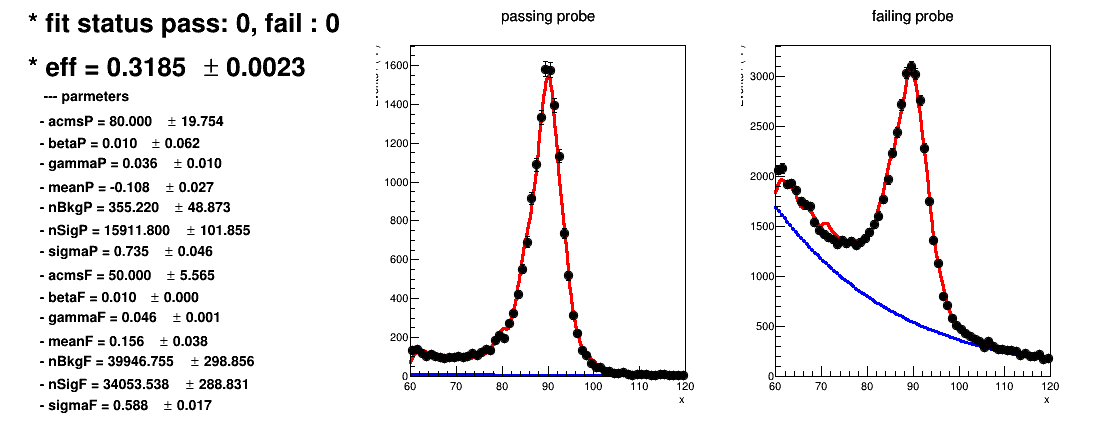 * fit status pass: 0, fail : 0
* eff = 0.3185 ± 0.0023
--- parmeters
- acmsP = 80.000 ± 19.754
- betaP = 0.010 ± 0.062
- gammaP = 0.036 ± 0.010
- meanP = -0.108 ± 0.027
- nBkgP = 355.220 ± 48.873
- nSigP = 15911.800 ± 101.855
- sigmaP = 0.735 ± 0.046
- acmsF = 50.000 ± 5.565
- betaF = 0.010 ± 0.000
- gammaF = 0.046 ± 0.001
- meanF = 0.156 ± 0.038
- nBkgF = 39946.755 ± 298.856
- nSigF = 34053.538 ± 288.831
- sigmaF = 0.588 ± 0.017
passing probe
1600
1400
1200
1000
800
600
400
200
0
60 70 80 90 100 110 120
x
failing probe
3000
2500
2000
1500
1000
500
0
60 70 80 90 100 110 120
x